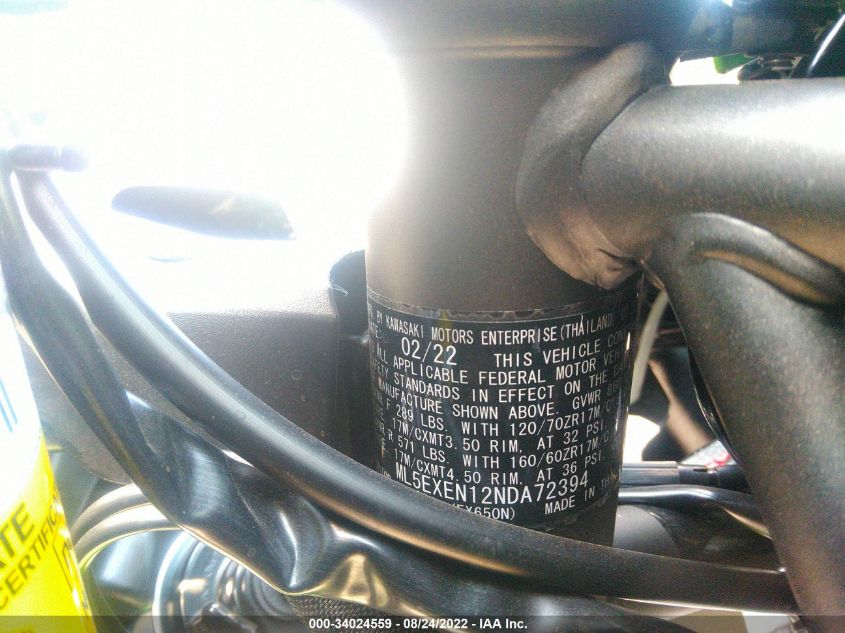 BY KAWASAKI MOTORS ENTERPRISE(THAILAND)
02/22 THIS VEHICLE
ALL APPLICABLE FEDERAL MOTOR
STANDARDS IN EFFECT ON THE
MANUFACTURE SHOWN ABOVE. GVWR
F 289 LBS. WITH 120/70ZR17M/C
17M/CXMT3.50 RIM, AT 32 PSI.
R 571 LBS. WITH 160/60ZR17M/C
17M/CXMT4.50 RIM, AT 36 PSI.
ML5EXEN12NDA72394
MADE IN
000-34024559 - 08/24/2022 - IAA Inc.